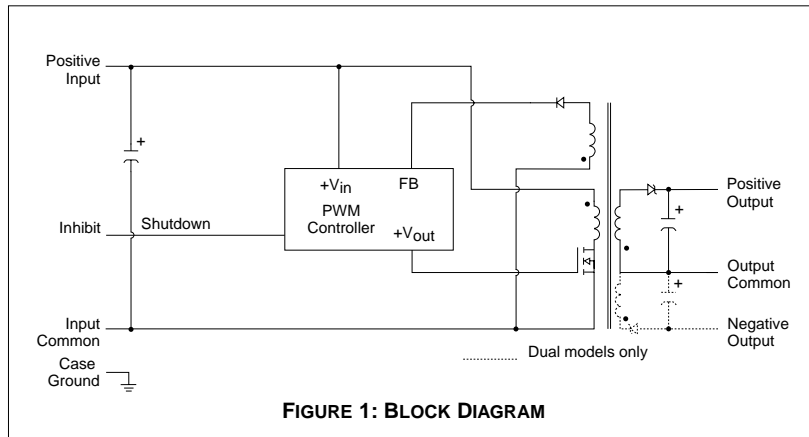 Positive
Input
+
+Vin
FB
PWM
Controller
+Vout
Inhibit
Shutdown
Positive
Output
+
Output
Common
+
Negative
Output
Input
Common
Case
Ground
Dual models only
FIGURE 1: BLOCK DIAGRAM